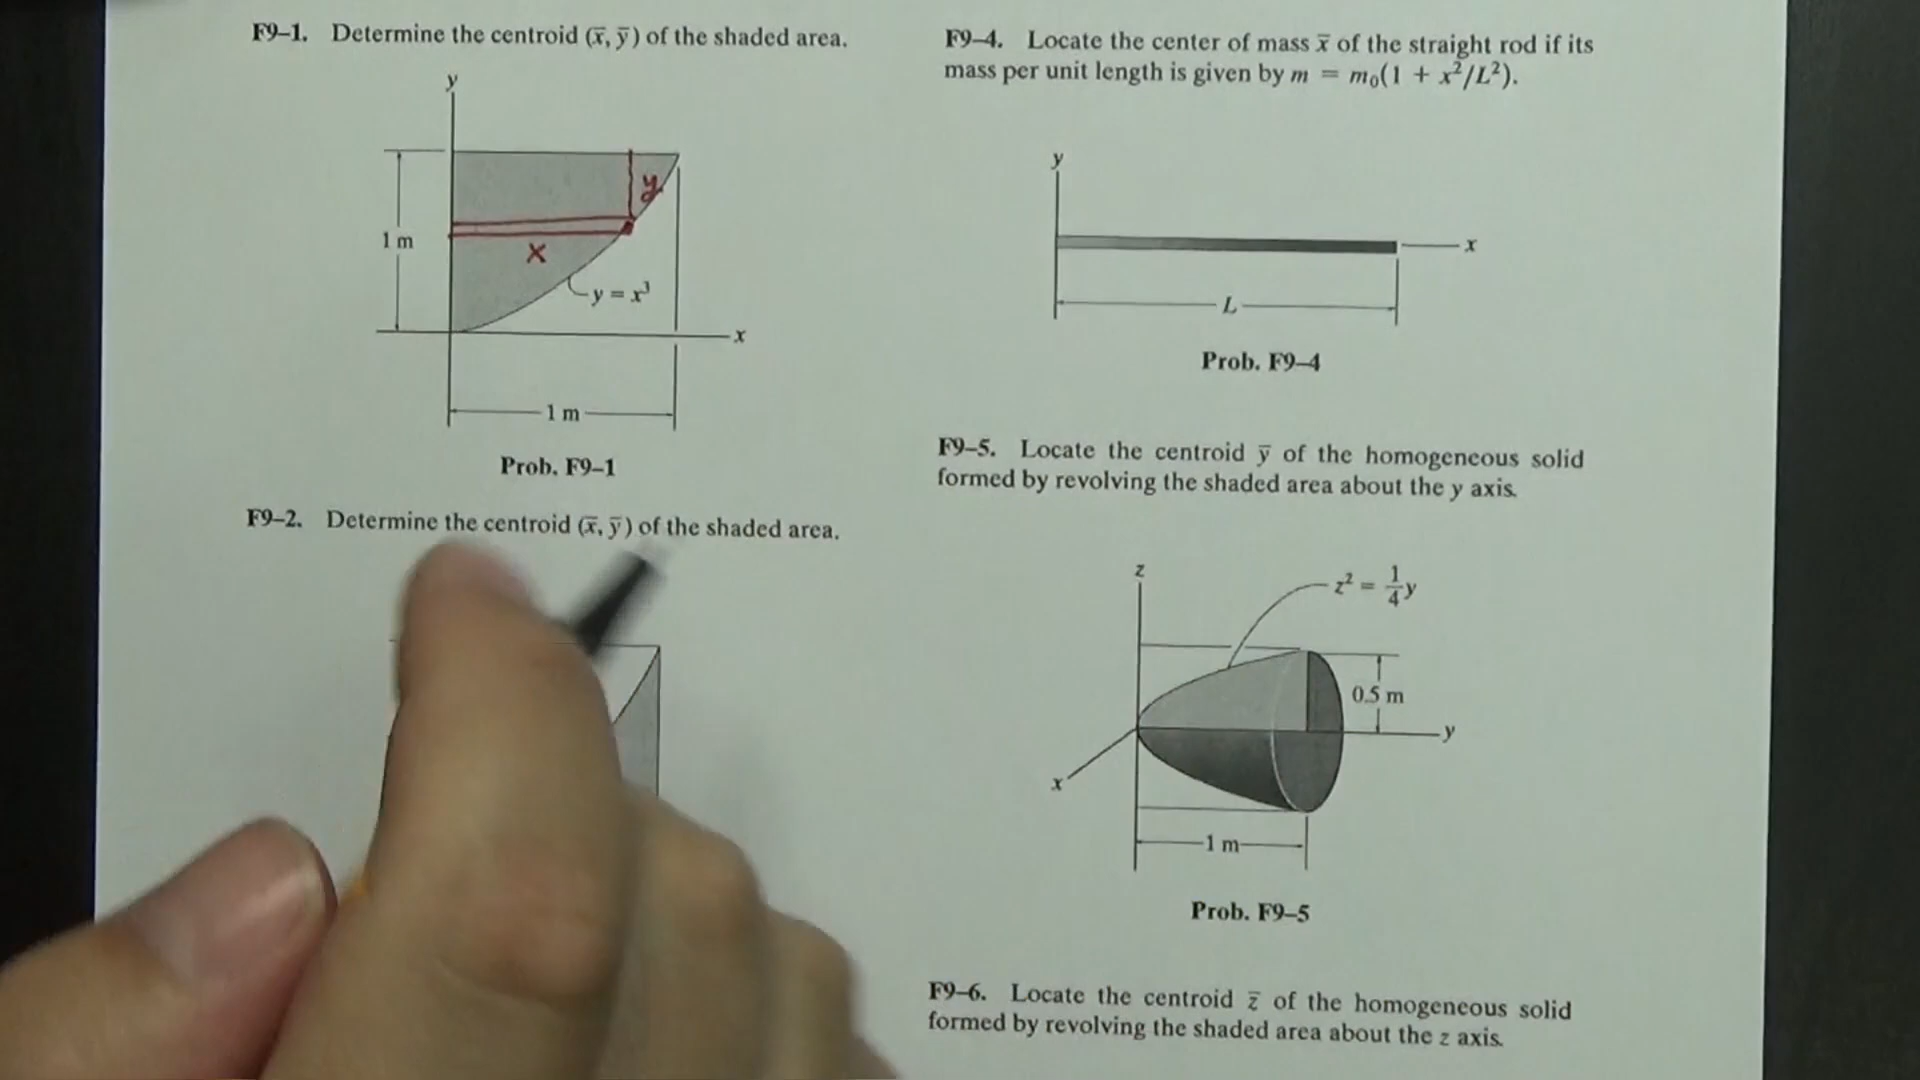 F9–1. Determine the centroid (x̄, ȳ) of the shaded area.
y
y
1 m
x
y = x³
x
1 m
Prob. F9–1
F9–2. Determine the centroid (x̄, ȳ) of the shaded area.
F9–4. Locate the center of mass x̄ of the straight rod if its
mass per unit length is given by m = m₀(1 + x²/L²).
y
x
L
Prob. F9–4
F9–5. Locate the centroid ȳ of the homogeneous solid
formed by revolving the shaded area about the y axis.
z
z² = 1/4 y
0.5 m
y
x
1 m
Prob. F9–5
F9–6. Locate the centroid z̄ of the homogeneous solid
formed by revolving the shaded area about the z axis.